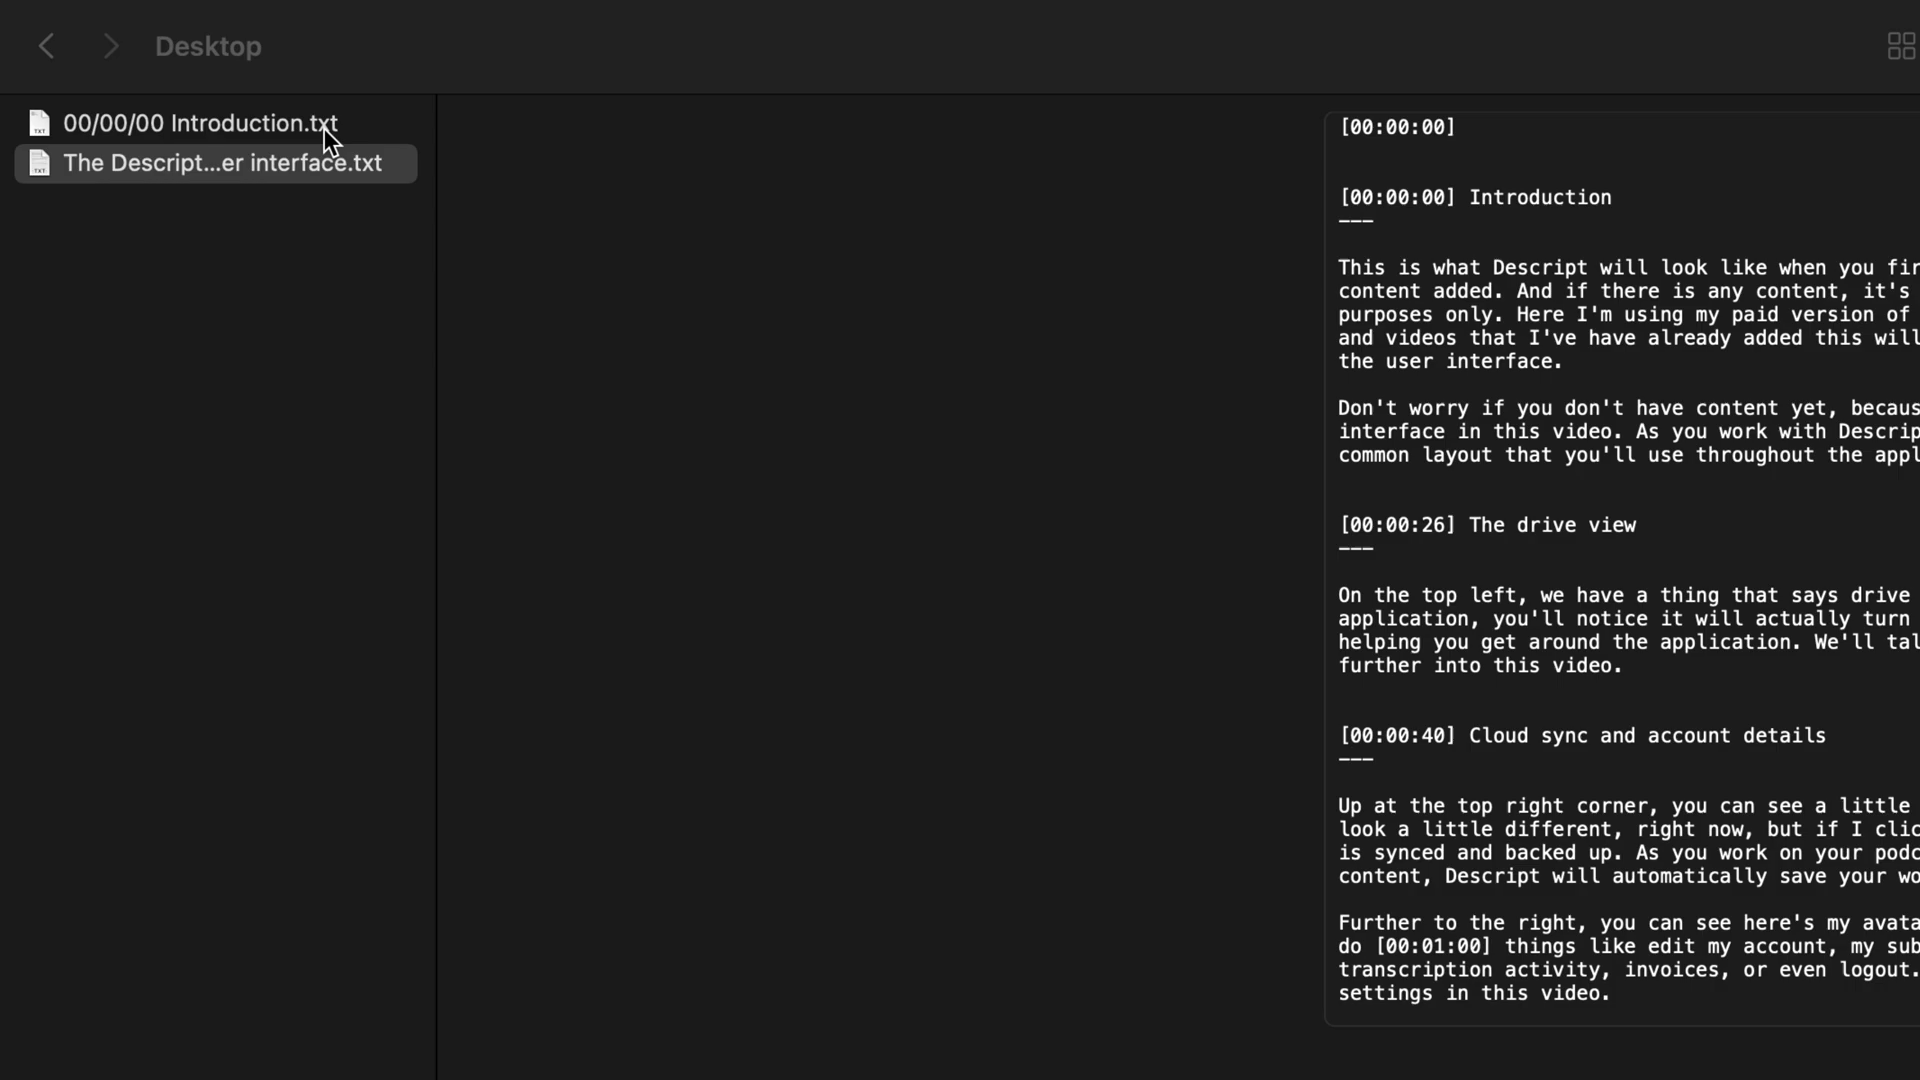 Desktop
00/00/00 Introduction.txt
The Descript...er interface.txt
[00:00:00]
[00:00:00] Introduction
---
This is what Descript will look like when you fir
content added. And if there is any content, it's
purposes only. Here I'm using my paid version of
and videos that I've have already added this will
the user interface.
Don't worry if you don't have content yet, becaus
interface in this video. As you work with Descrip
common layout that you'll use throughout the appl
[00:00:26] The drive view
---
On the top left, we have a thing that says drive
application, you'll notice it will actually turn
helping you get around the application. We'll tal
further into this video.
[00:00:40] Cloud sync and account details
---
Up at the top right corner, you can see a little
look a little different, right now, but if I clic
is synced and backed up. As you work on your podc
content, Descript will automatically save your wo
Further to the right, you can see here's my avata
do [00:01:00] things like edit my account, my sub
transcription activity, invoices, or even logout.
settings in this video.